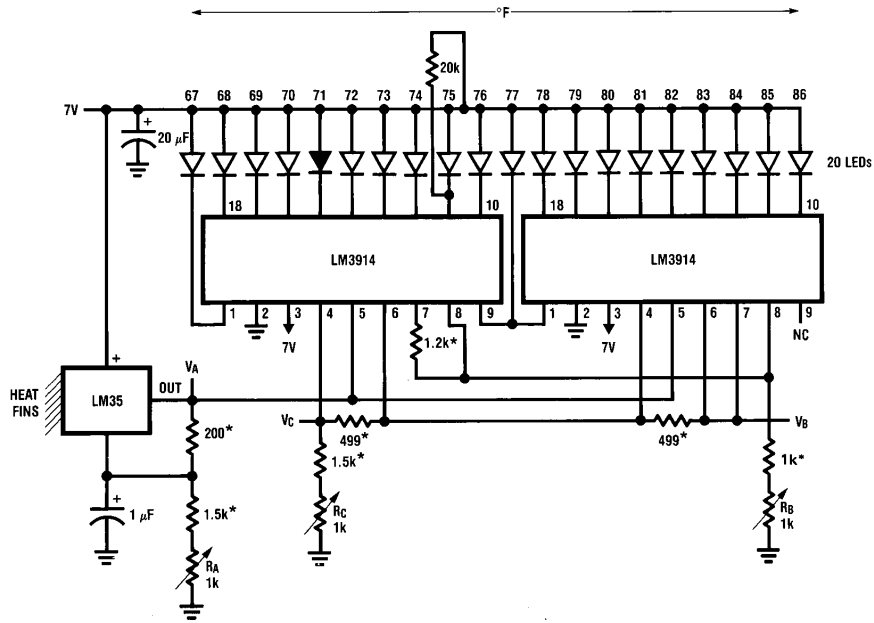 °F
20k
67 68 69 70 71 72 73 74 75 76 77 78 79 80 81 82 83 84 85 86
7V
+
20 μF
20 LEDs
18 10 18 10
LM3914 LM3914
1 2 3 4 5 6 7 8 9 1 2 3 4 5 6 7 8 9
7V 7V NC
1.2k*
+
VA
HEAT FINS
LM35
OUT
VC VB
200* 499* 499*
1.5k* 1k*
+
1 μF
1.5k*
RC
1k
RB
1k
RA
1k